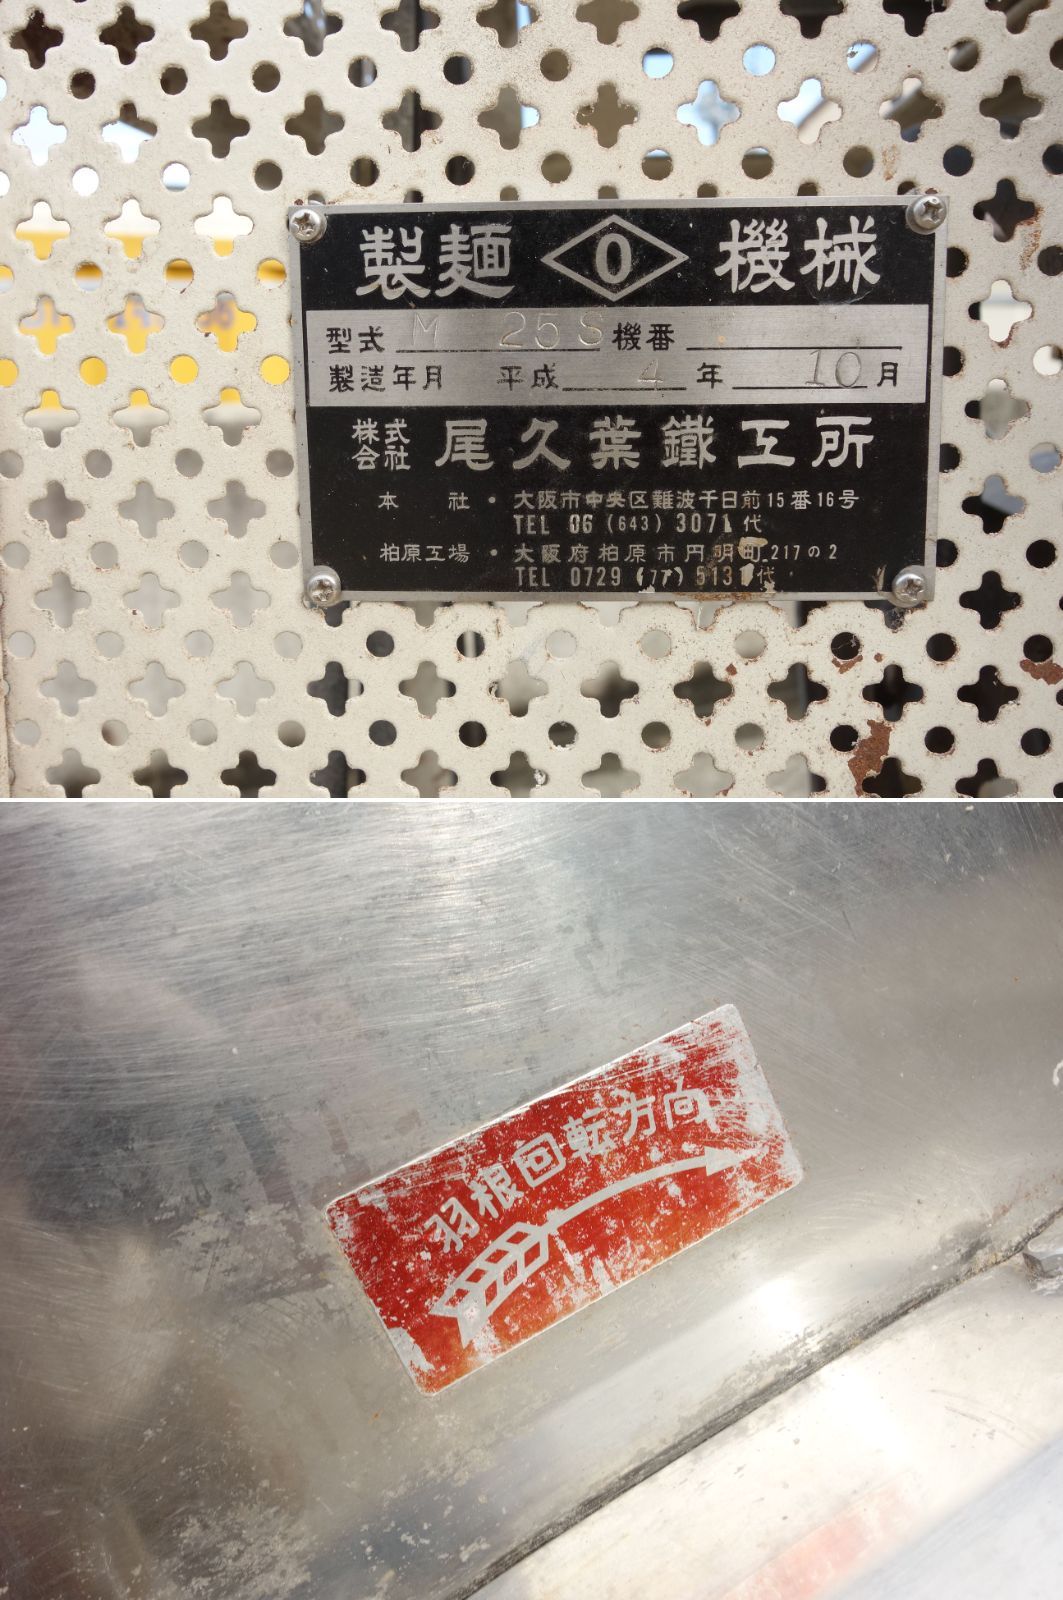 製麺 O 機械
型式 M 25S 機番
製造年月 平成 4 年 10 月
株式会社 尾久葉鐵工所
本社・大阪市中央区難波千日前15番16号
TEL 06 (643) 3071 代
柏原工場・大阪府柏原市円明町217の2
TEL 0729 (77) 5131 代
羽根回転方向